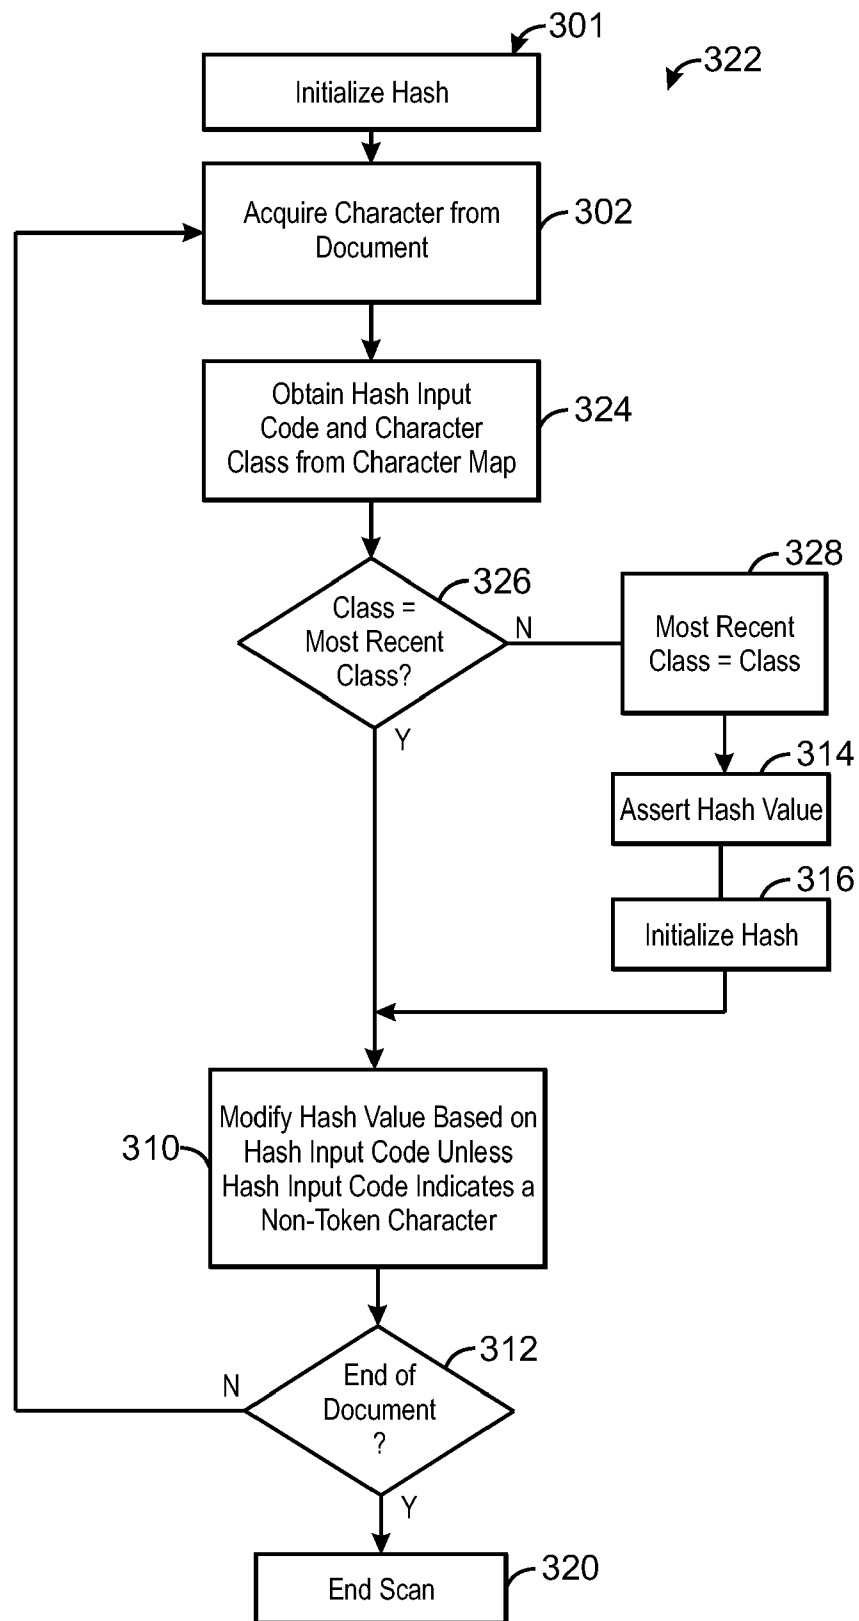 301
322
Initialize Hash
Acquire Character from
Document
302
Obtain Hash Input
Code and Character
Class from Character Map
324
326
Class =
Most Recent
Class?
N
Y
328
Most Recent
Class = Class
314
Assert Hash Value
316
Initialize Hash
310
Modify Hash Value Based on
Hash Input Code Unless
Hash Input Code Indicates a
Non-Token Character
312
End of
Document
?
N
Y
End Scan
320